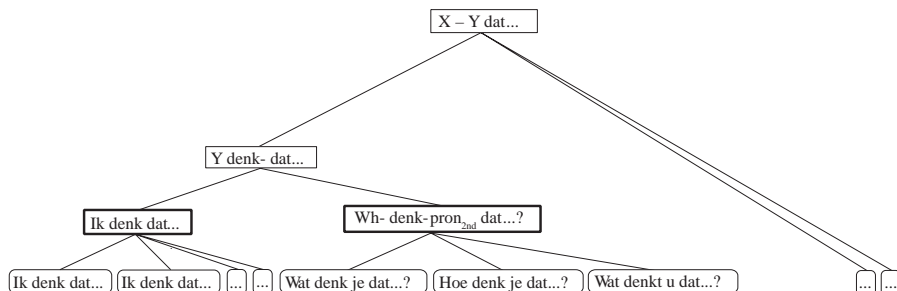 X – Y dat...
Y denk- dat...
Ik denk dat...
Wh- denk-pron2nd dat...?
Ik denk dat... Ik denk dat... ... ... Wat denk je dat...? Hoe denk je dat...? Wat denkt u dat...? ... ...